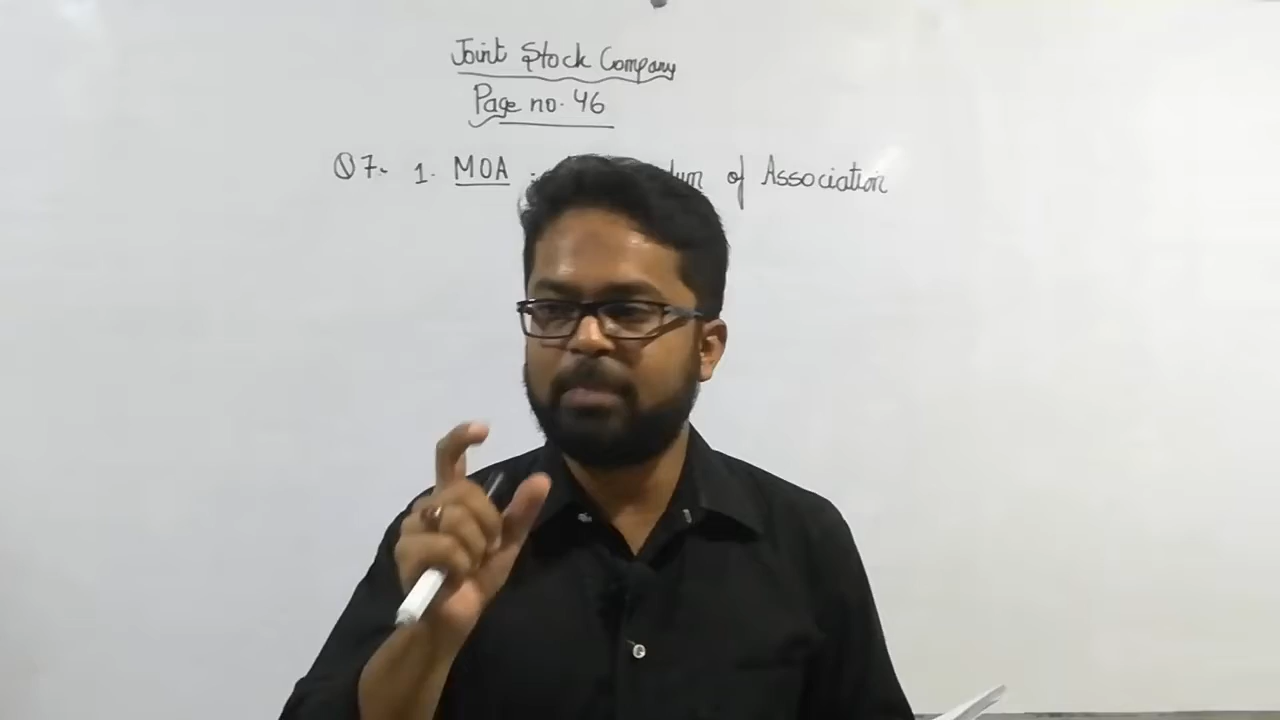 Joint Stock Company
Page no. 46
Q7. 1. MOA : of Association